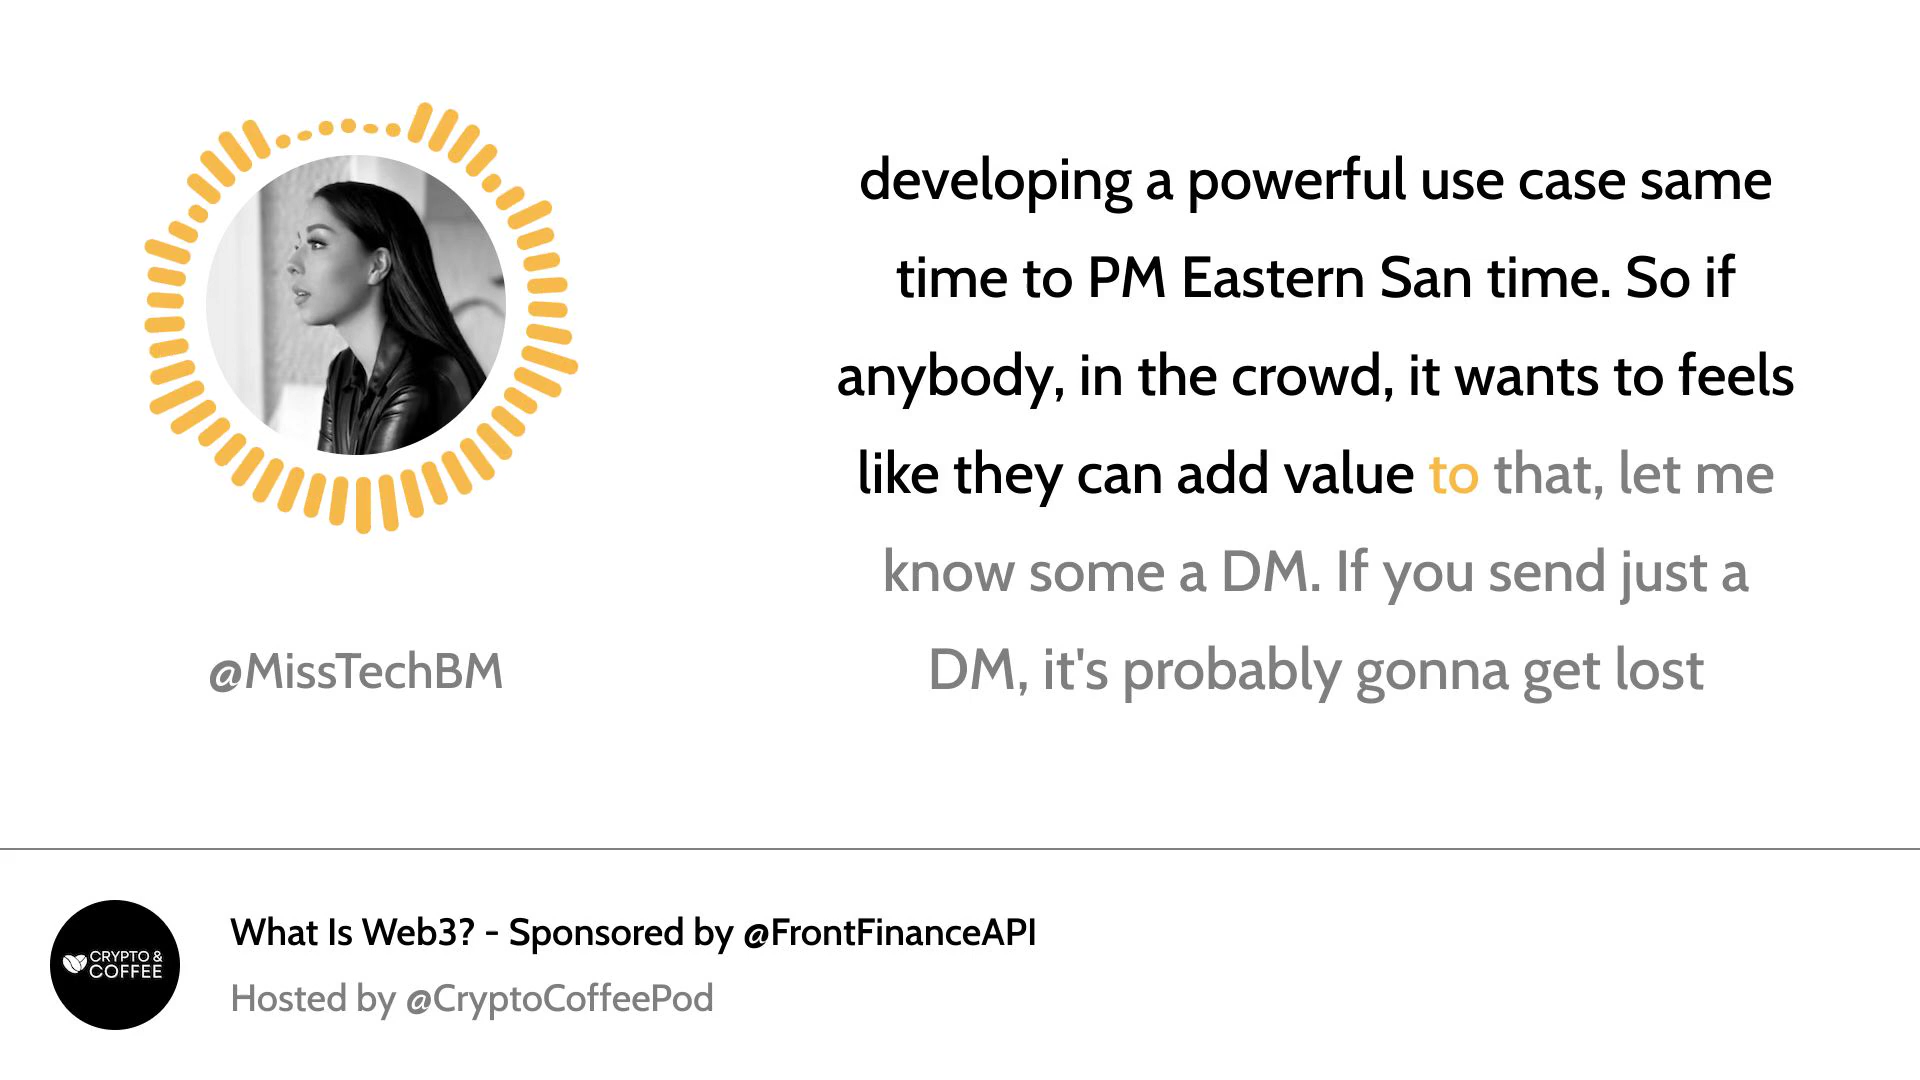 developing a powerful use case same
time to PM Eastern San time. So if
anybody, in the crowd, it wants to feels
like they can add value to that, let me
know some a DM. If you send just a
DM, it's probably gonna get lost
@MissTechBM
CRYPTO &
COFFEE
What Is Web3? - Sponsored by @FrontFinanceAPI
Hosted by @CryptoCoffeePod